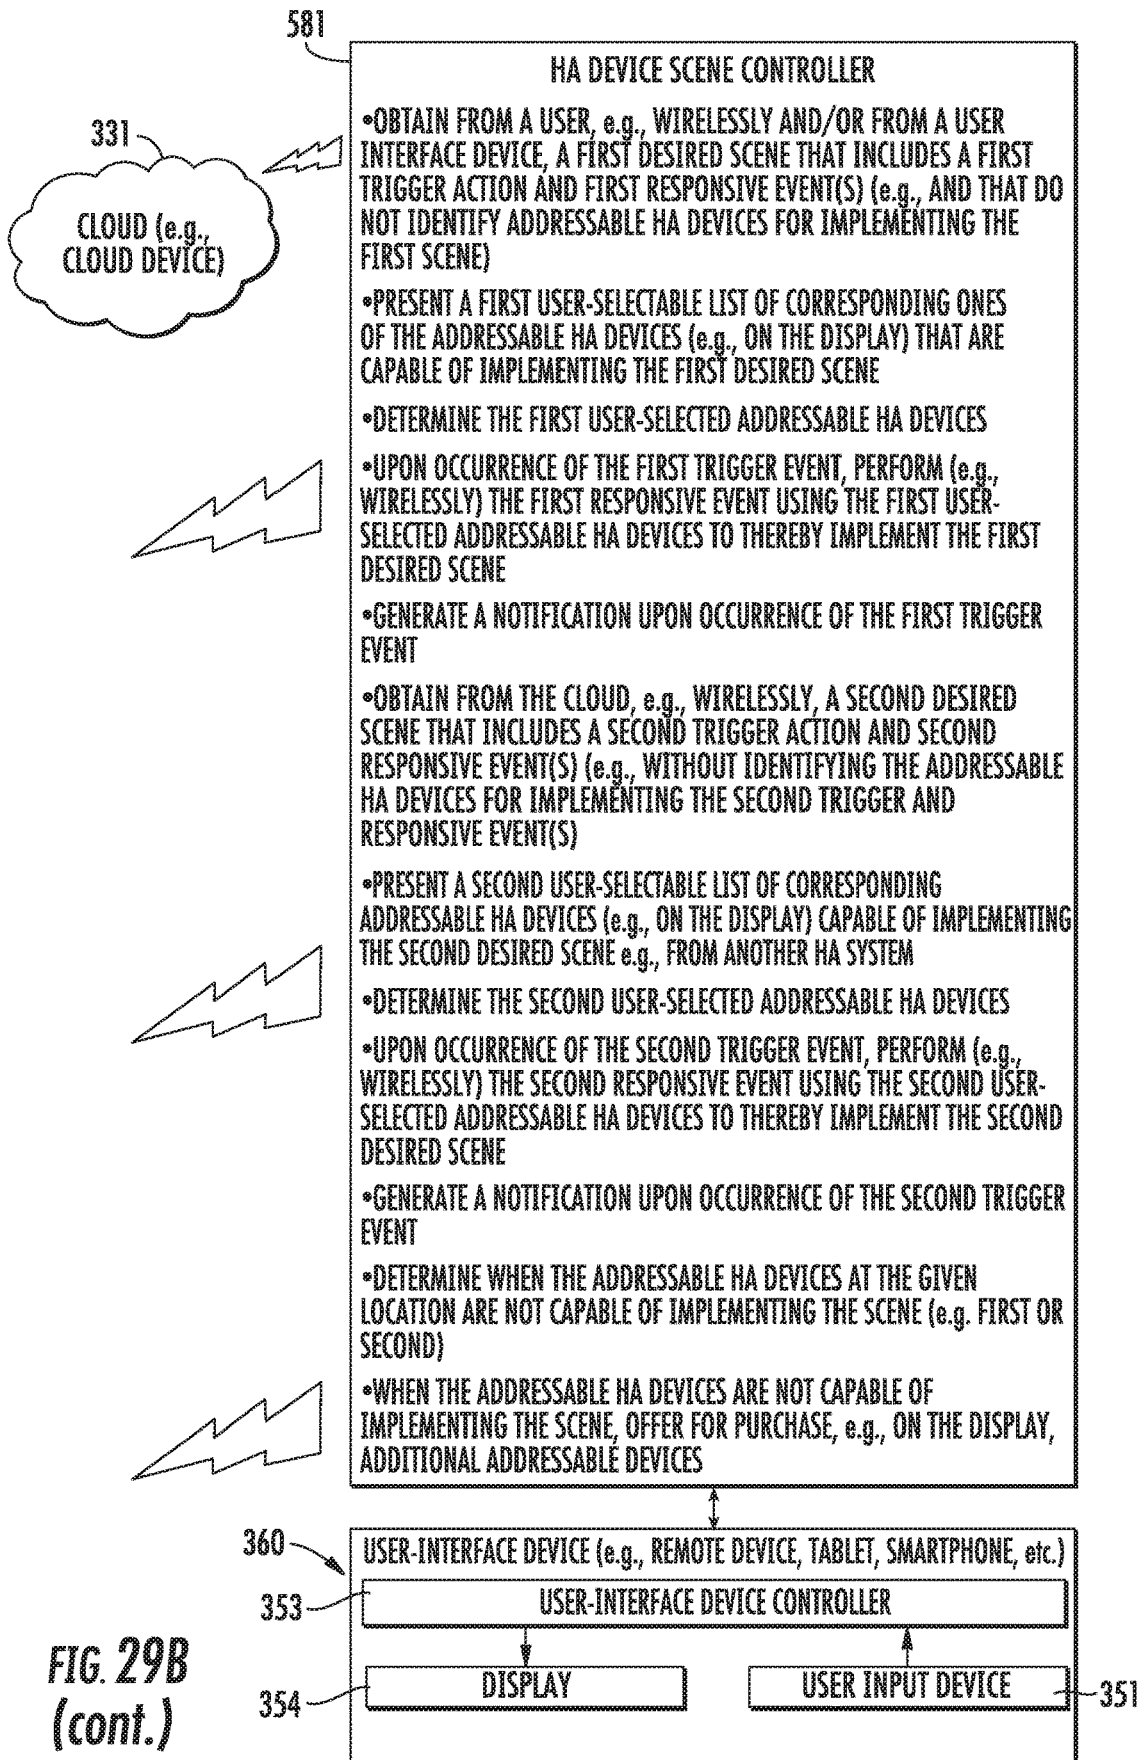 581
HA DEVICE SCENE CONTROLLER
331
CLOUD (e.g.,
CLOUD DEVICE)
•OBTAIN FROM A USER, e.g., WIRELESSLY AND/OR FROM A USER
INTERFACE DEVICE, A FIRST DESIRED SCENE THAT INCLUDES A FIRST
TRIGGER ACTION AND FIRST RESPONSIVE EVENT(S) (e.g., AND THAT DO
NOT IDENTIFY ADDRESSABLE HA DEVICES FOR IMPLEMENTING THE
FIRST SCENE)
•PRESENT A FIRST USER-SELECTABLE LIST OF CORRESPONDING ONES
OF THE ADDRESSABLE HA DEVICES (e.g., ON THE DISPLAY) THAT ARE
CAPABLE OF IMPLEMENTING THE FIRST DESIRED SCENE
•DETERMINE THE FIRST USER-SELECTED ADDRESSABLE HA DEVICES
•UPON OCCURRENCE OF THE FIRST TRIGGER EVENT, PERFORM (e.g.,
WIRELESSLY) THE FIRST RESPONSIVE EVENT USING THE FIRST USER-
SELECTED ADDRESSABLE HA DEVICES TO THEREBY IMPLEMENT THE FIRST
DESIRED SCENE
•GENERATE A NOTIFICATION UPON OCCURRENCE OF THE FIRST TRIGGER
EVENT
•OBTAIN FROM THE CLOUD, e.g., WIRELESSLY, A SECOND DESIRED
SCENE THAT INCLUDES A SECOND TRIGGER ACTION AND SECOND
RESPONSIVE EVENT(S) (e.g., WITHOUT IDENTIFYING THE ADDRESSABLE
HA DEVICES FOR IMPLEMENTING THE SECOND TRIGGER AND
RESPONSIVE EVENT(S)
•PRESENT A SECOND USER-SELECTABLE LIST OF CORRESPONDING
ADDRESSABLE HA DEVICES (e.g., ON THE DISPLAY) CAPABLE OF IMPLEMENTING
THE SECOND DESIRED SCENE e.g., FROM ANOTHER HA SYSTEM
•DETERMINE THE SECOND USER-SELECTED ADDRESSABLE HA DEVICES
•UPON OCCURRENCE OF THE SECOND TRIGGER EVENT, PERFORM (e.g.,
WIRELESSLY) THE SECOND RESPONSIVE EVENT USING THE SECOND USER-
SELECTED ADDRESSABLE HA DEVICES TO THEREBY IMPLEMENT THE SECOND
DESIRED SCENE
•GENERATE A NOTIFICATION UPON OCCURRENCE OF THE SECOND TRIGGER
EVENT
•DETERMINE WHEN THE ADDRESSABLE HA DEVICES AT THE GIVEN
LOCATION ARE NOT CAPABLE OF IMPLEMENTING THE SCENE (e.g. FIRST OR
SECOND)
•WHEN THE ADDRESSABLE HA DEVICES ARE NOT CAPABLE OF
IMPLEMENTING THE SCENE, OFFER FOR PURCHASE, e.g., ON THE DISPLAY,
ADDITIONAL ADDRESSABLE DEVICES
360
USER-INTERFACE DEVICE (e.g., REMOTE DEVICE, TABLET, SMARTPHONE, etc.)
353
USER-INTERFACE DEVICE CONTROLLER
354
DISPLAY
USER INPUT DEVICE
351
FIG. 29B
(cont.)